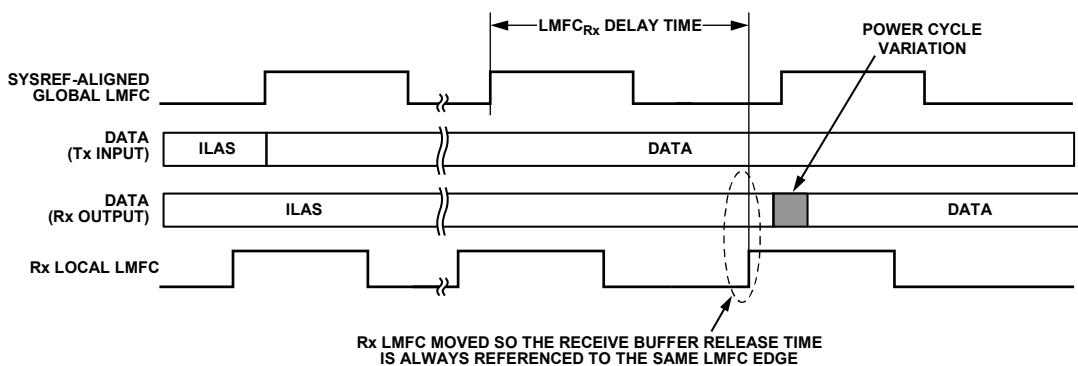 LMFCRx DELAY TIME
POWER CYCLE
VARIATION
SYSREF-ALIGNED
GLOBAL LMFC
DATA
(Tx INPUT)
ILAS
DATA
DATA
(Rx OUTPUT)
ILAS
DATA
Rx LOCAL LMFC
Rx LMFC MOVED SO THE RECEIVE BUFFER RELEASE TIME
IS ALWAYS REFERENCED TO THE SAME LMFC EDGE